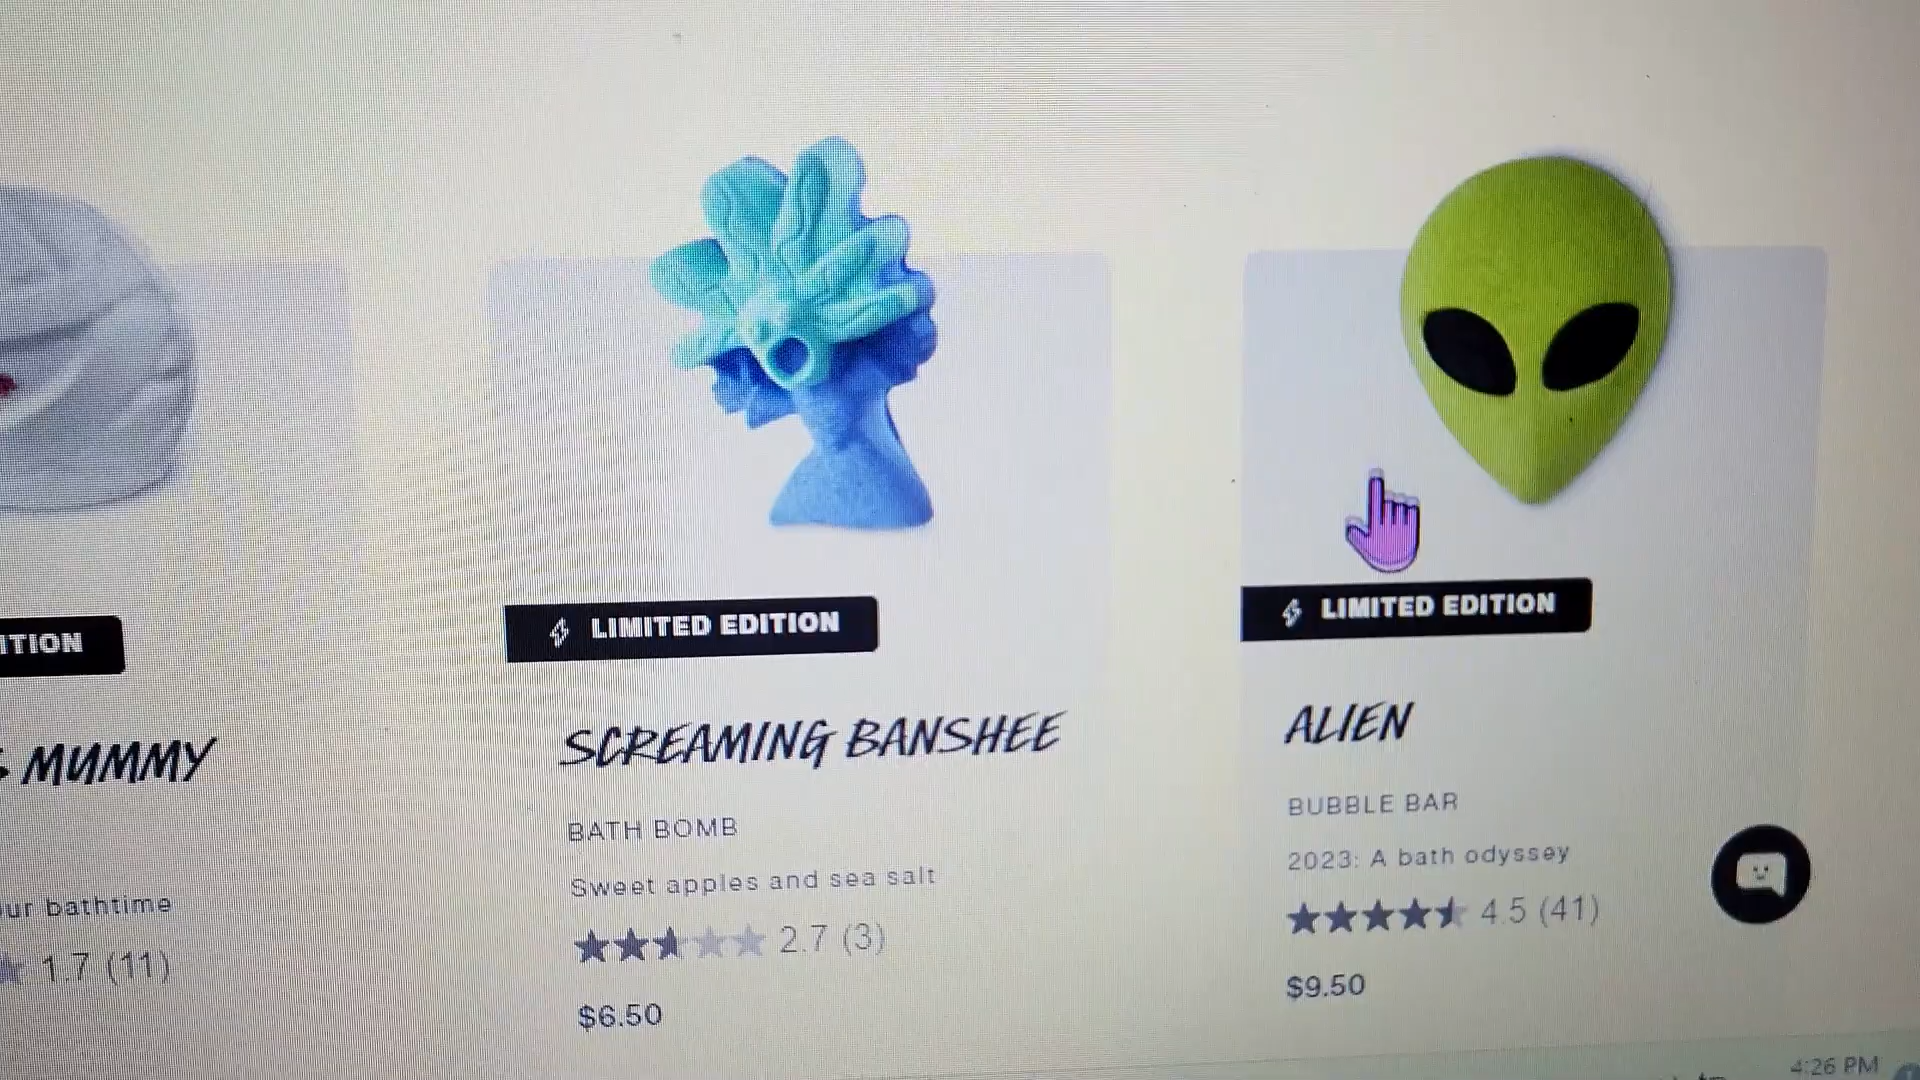 ITION
MUMMY
ur bathtime
1.7 (11)
LIMITED EDITION
SCREAMING BANSHEE
BATH BOMB
Sweet apples and sea salt
2.7 (3)
$6.50
LIMITED EDITION
ALIEN
BUBBLE BAR
2023: A bath odyssey
4.5 (41)
$9.50
4:26 PM